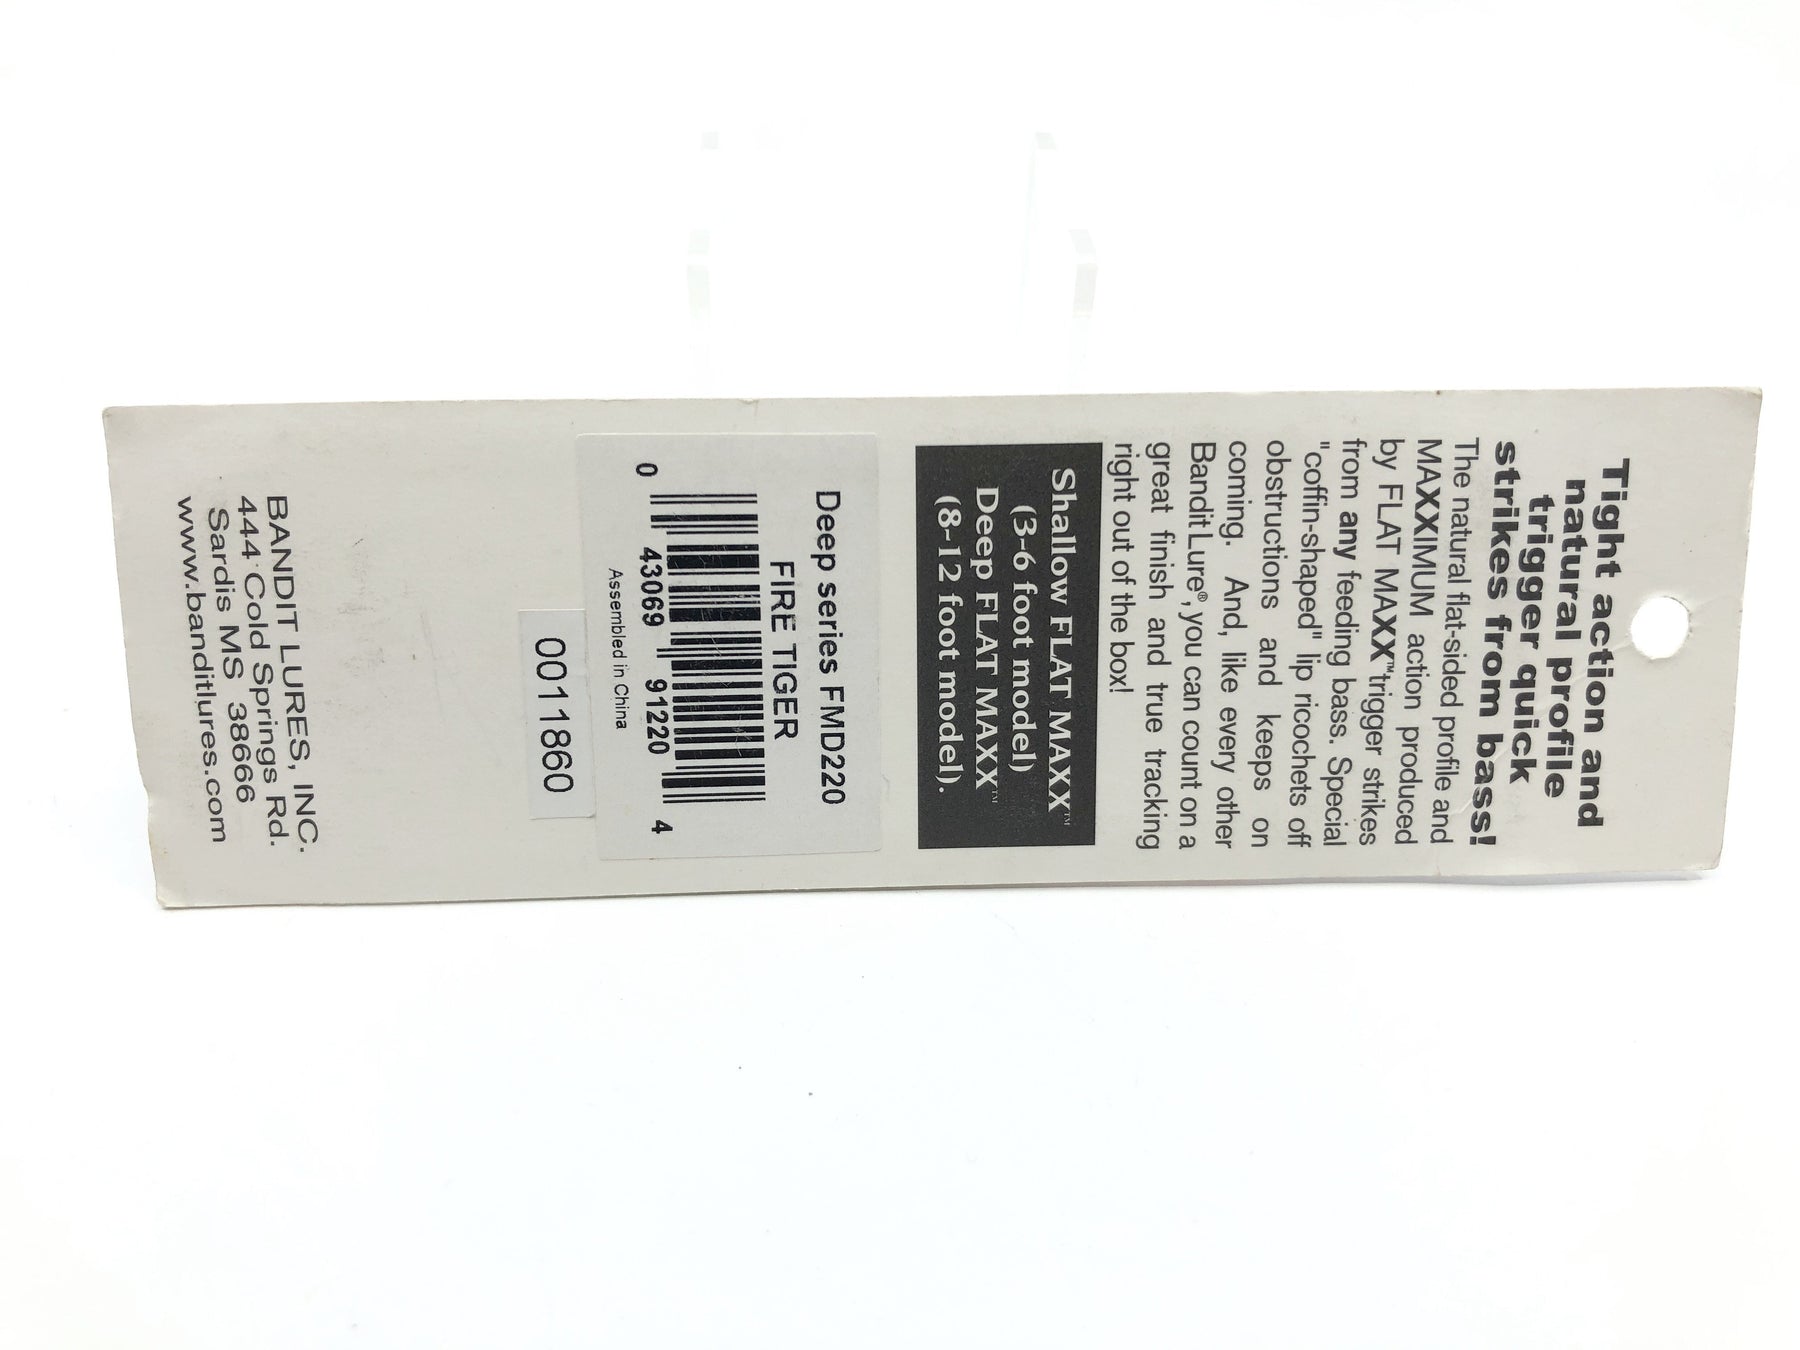 Tight action and
natural profile
trigger quick
strikes from bass!
The natural flat-sided profile and
MAXXIMUM action produced
by FLAT MAXX™ trigger strikes
from any feeding bass. Special
"coffin-shaped" lip ricochets off
obstructions and keeps on
coming. And, like every other
Bandit Lure®, you can count on a
great finish and true tracking
right out of the box!
Shallow FLAT MAXX™
(3-6 foot model)
Deep FLAT MAXX™
(8-12 foot model).
Deep series FMD220
FIRE TIGER
0 43069 91220 4
Assembled in China
0011860
BANDIT LURES, INC.
444 Cold Springs Rd.
Sardis MS 38666
www.banditlures.com